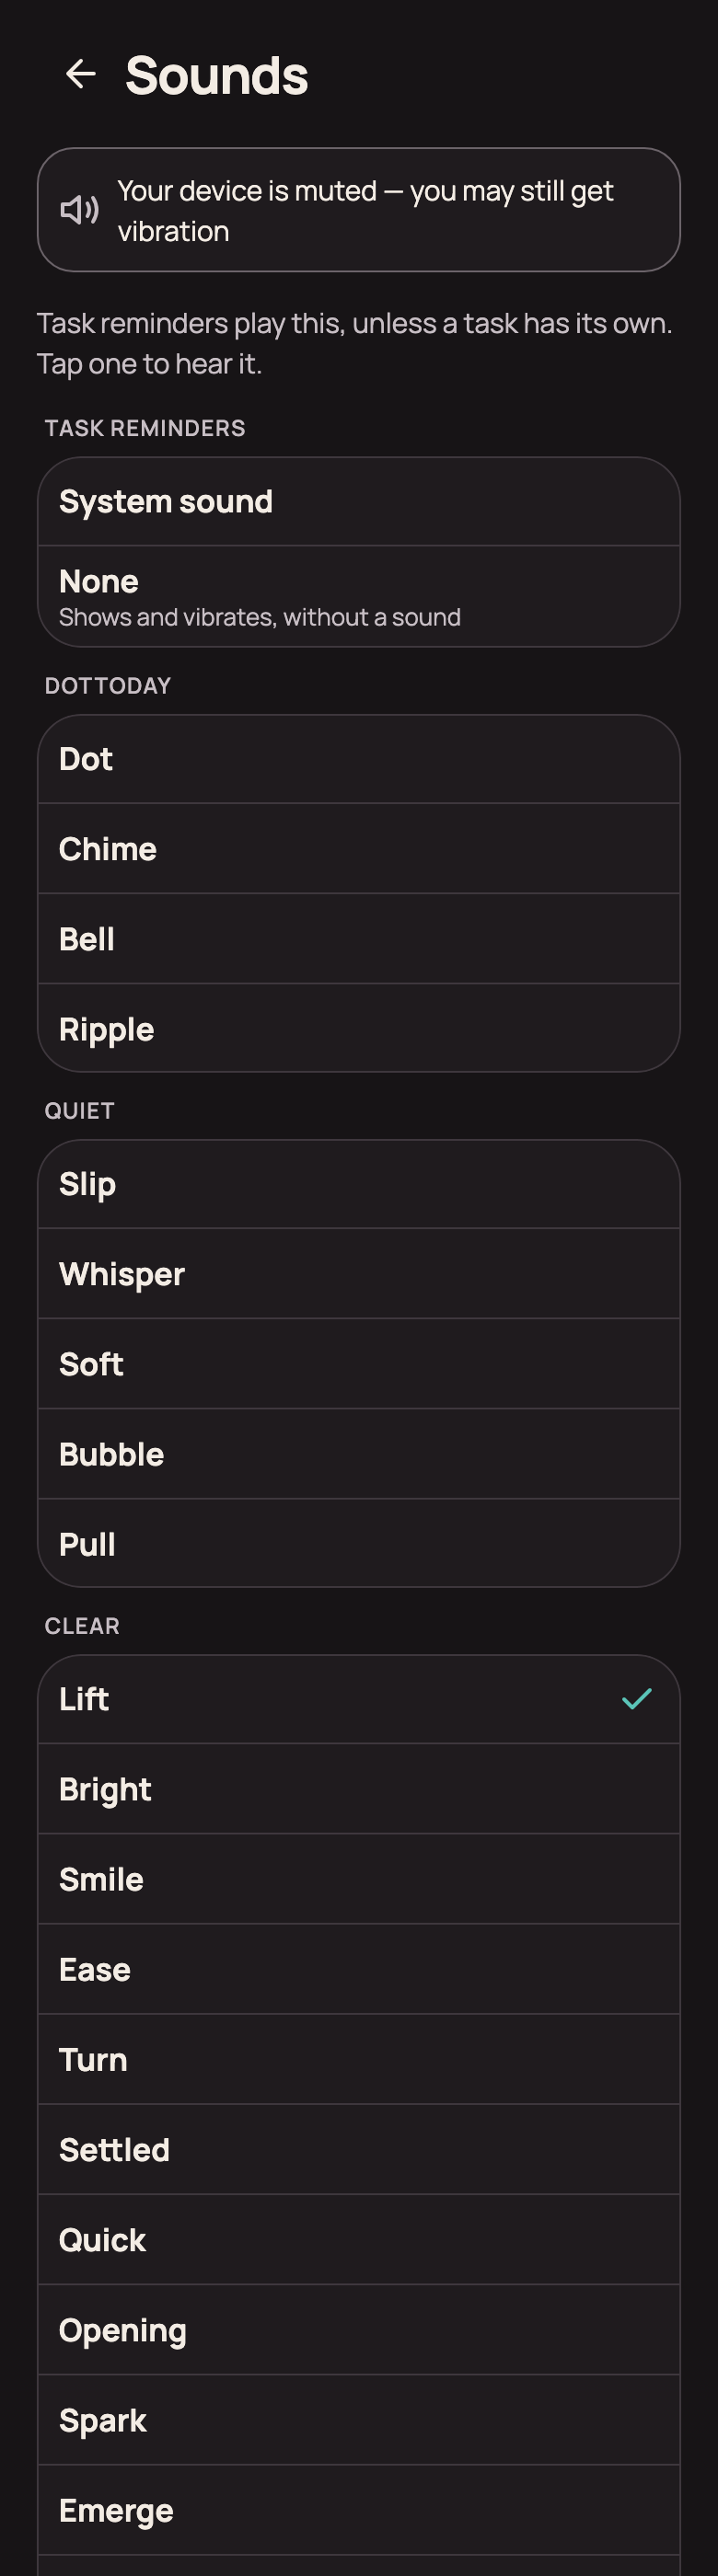 Sounds
Your device is muted — you may still get
vibration
Task reminders play this, unless a task has its own.
Tap one to hear it.
TASK REMINDERS
System sound
None
Shows and vibrates, without a sound
DOTTODAY
Dot
Chime
Bell
Ripple
QUIET
Slip
Whisper
Soft
Bubble
Pull
CLEAR
Lift
Bright
Smile
Ease
Turn
Settled
Quick
Opening
Spark
Emerge